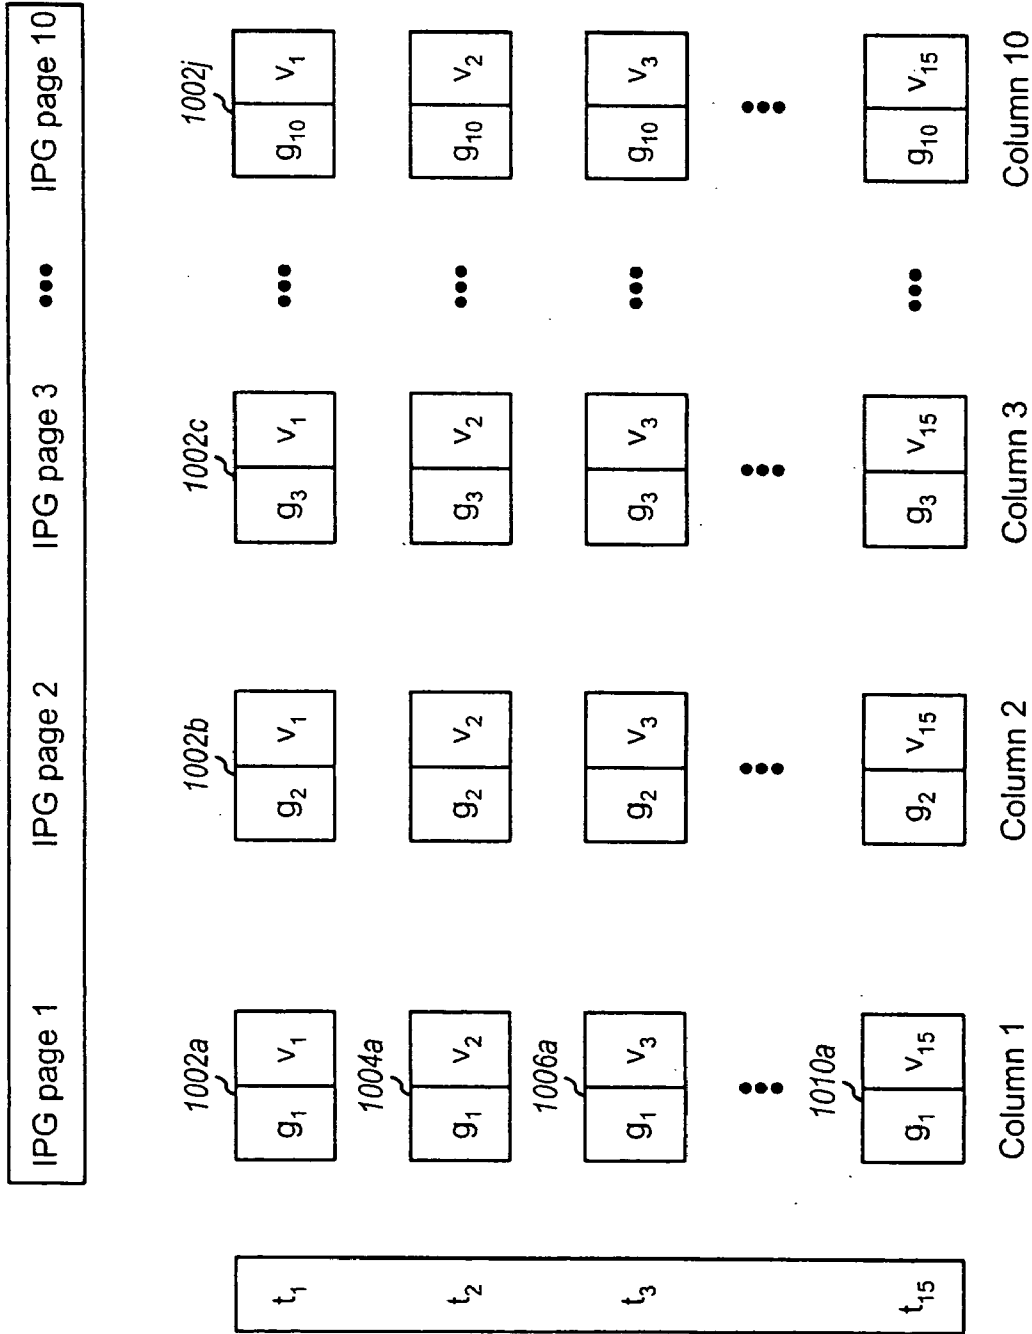 IPG page 1 IPG page 2 IPG page 3 ••• IPG page 10
1002a 1002b 1002c 1002j
t1 g1 v1 g2 v1 g3 v1 ••• g10 v1
1004a
t2 g1 v2 g2 v2 g3 v2 ••• g10 v2
1006a
t3 g1 v3 g2 v3 g3 v3 ••• g10 v3
••• ••• ••• •••
1010a
t15 g1 v15 g2 v15 g3 v15 ••• g10 v15
Column 1 Column 2 Column 3 Column 10